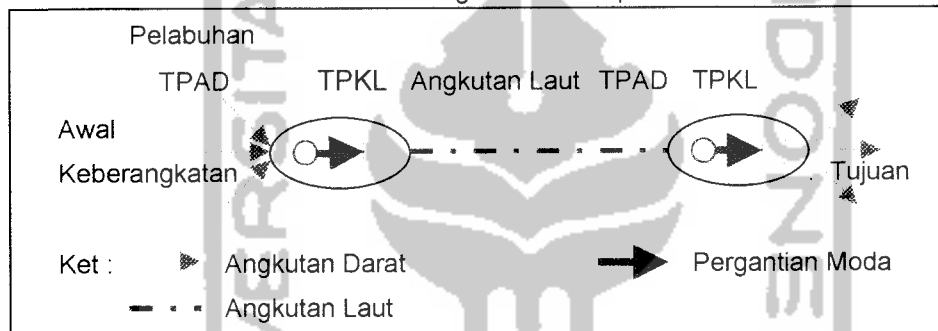 Pelabuhan
TPAD TPKL Angkutan Laut TPAD TPKL
Awal
Keberangkatan
Tujuan
Ket : Angkutan Darat Pergantian Moda
Angkutan Laut